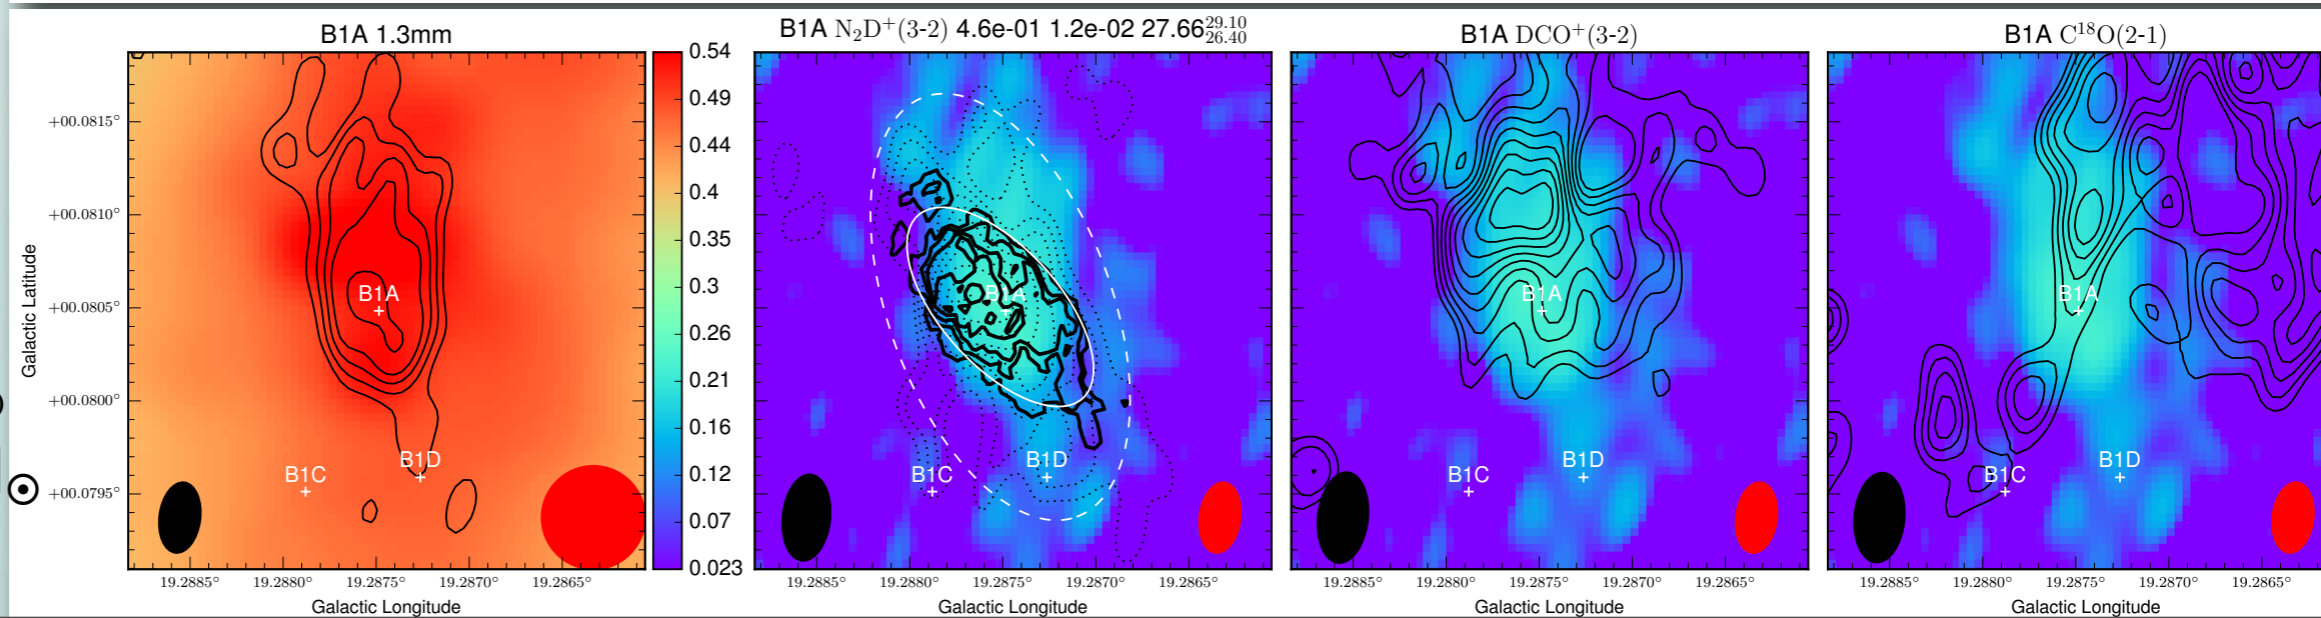 B1A 1.3mm
B1A N₂D⁺(3-2) 4.6e-01 1.2e-02 27.66 29.10 26.40
B1A DCO⁺(3-2)
B1A C¹⁸O(2-1)
Galactic Latitude
+00.0815°
+00.0810°
+00.0805°
+00.0800°
+00.0795°
B1A
B1C
B1D
0.54
0.49
0.44
0.4
0.35
0.3
0.26
0.21
0.16
0.12
0.07
0.023
B1A
B1C
B1D
B1A
B1C
B1D
B1A
B1C
B1D
19.2885° 19.2880° 19.2875° 19.2870° 19.2865°
19.2885° 19.2880° 19.2875° 19.2870° 19.2865°
19.2885° 19.2880° 19.2875° 19.2870° 19.2865°
19.2885° 19.2880° 19.2875° 19.2870° 19.2865°
Galactic Longitude
Galactic Longitude
Galactic Longitude
Galactic Longitude